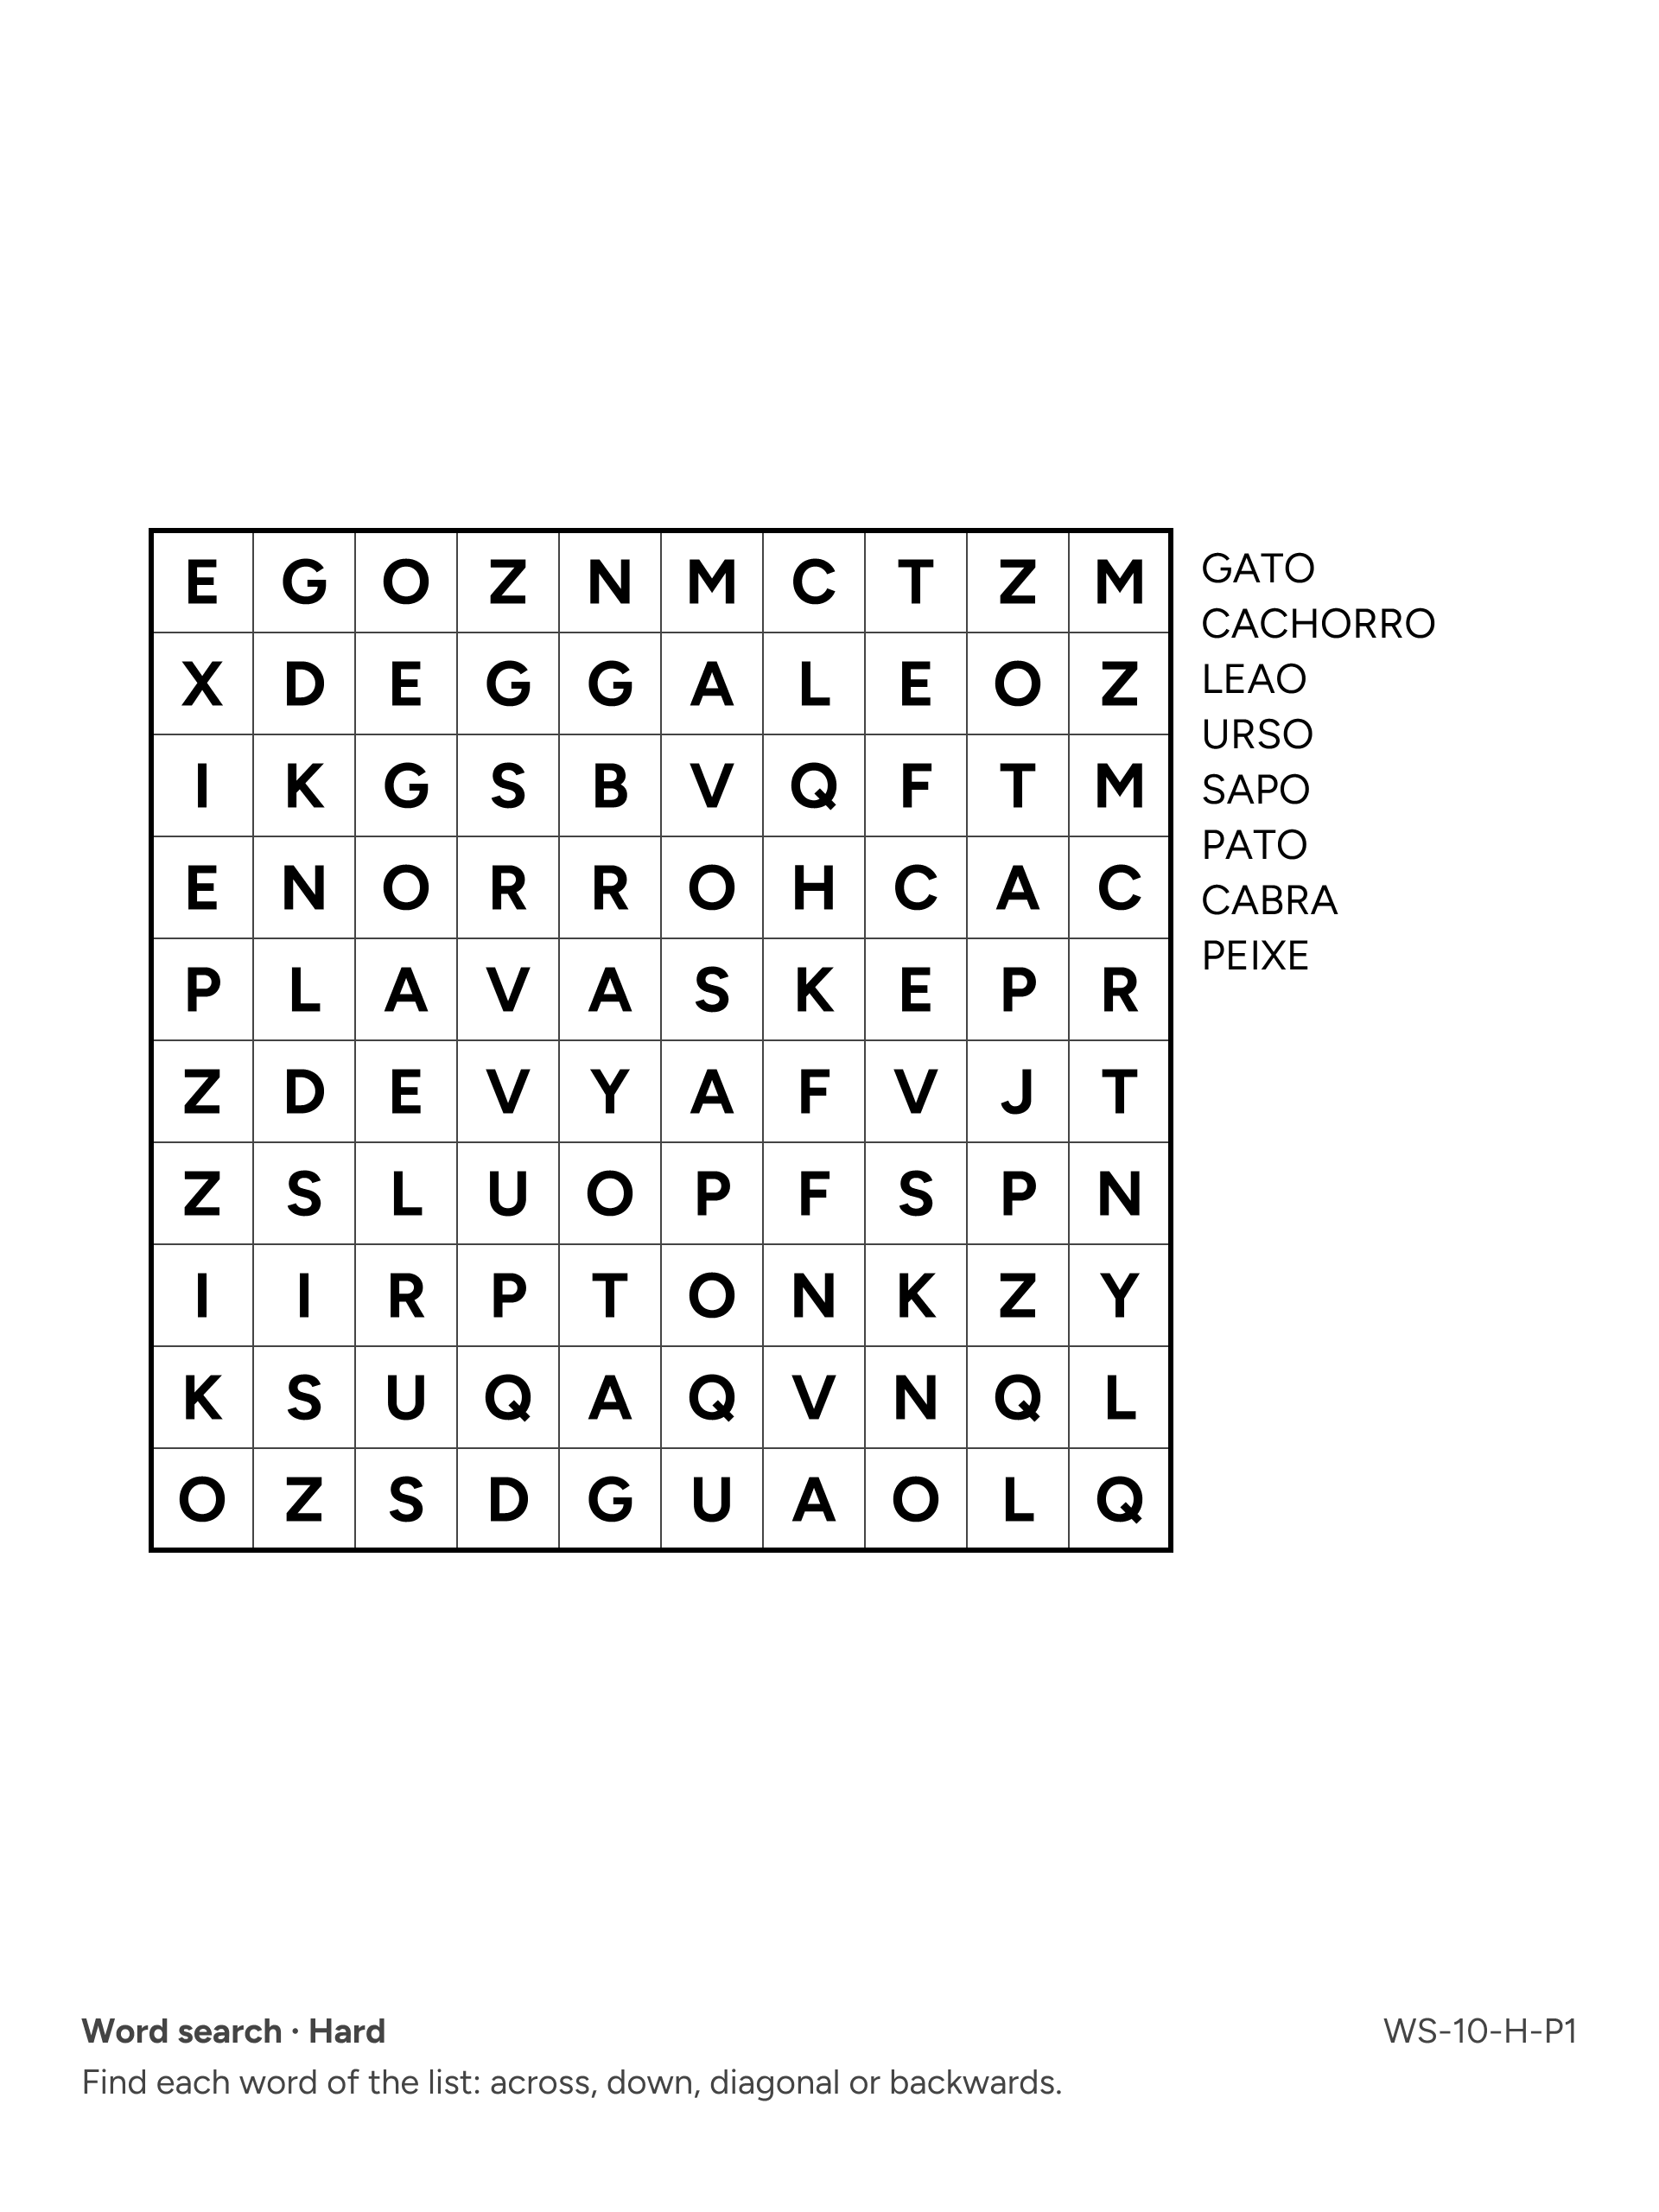 E G O Z N M C T Z M
X D E G G A L E O Z
I K G S B V Q F T M
E N O R R O H C A C
P L A V A S K E P R
Z D E V Y A F V J T
Z S L U O P F S P N
I I R P T O N K Z Y
K S U Q A Q V N Q L
O Z S D G U A O L Q
GATO
CACHORRO
LEAO
URSO
SAPO
PATO
CABRA
PEIXE
Word search · Hard
WS-10-H-P1
Find each word of the list: across, down, diagonal or backwards.